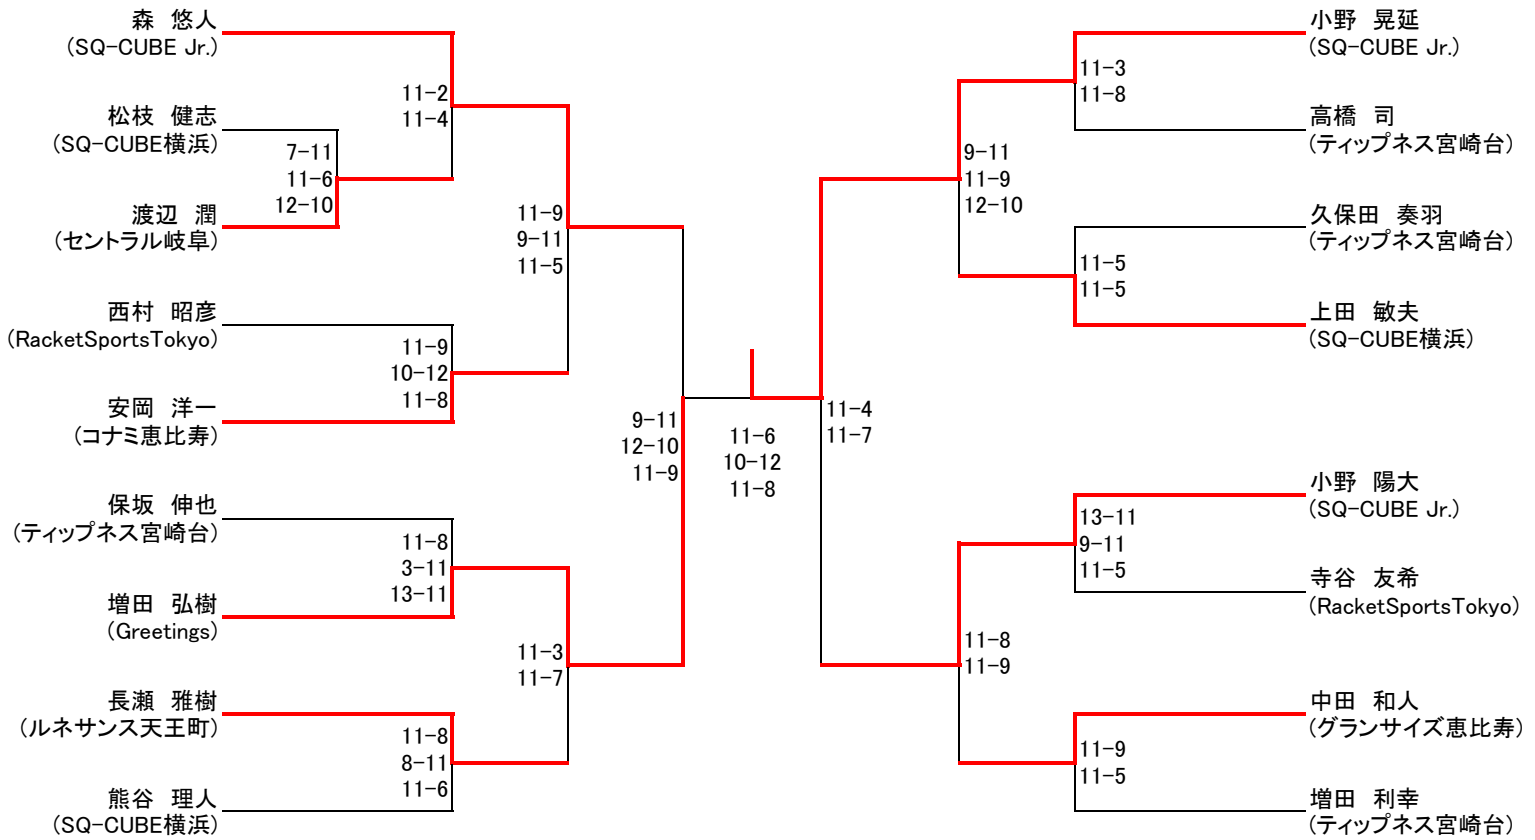 森 悠人
(SQ-CUBE Jr.)
11-2
11-4
松枝 健志
(SQ-CUBE横浜)
7-11
11-6
12-10
渡辺 潤
(セントラル岐阜)
11-9
9-11
11-5
西村 昭彦
(RacketSportsTokyo)
11-9
10-12
11-8
安岡 洋一
(コナミ恵比寿)
9-11
12-10
11-9
保坂 伸也
(ティップネス宮崎台)
11-8
3-11
13-11
増田 弘樹
(Greetings)
11-3
11-7
長瀬 雅樹
(ルネサンス天王町)
11-8
8-11
11-6
熊谷 理人
(SQ-CUBE横浜)
11-6
10-12
11-8
小野 晃延
(SQ-CUBE Jr.)
11-3
11-8
高橋 司
(ティップネス宮崎台)
9-11
11-9
12-10
久保田 奏羽
(ティップネス宮崎台)
11-5
11-5
上田 敏夫
(SQ-CUBE横浜)
11-4
11-7
小野 陽大
(SQ-CUBE Jr.)
13-11
9-11
11-5
寺谷 友希
(RacketSportsTokyo)
11-8
11-9
中田 和人
(グランサイズ恵比寿)
11-9
11-5
増田 利幸
(ティップネス宮崎台)